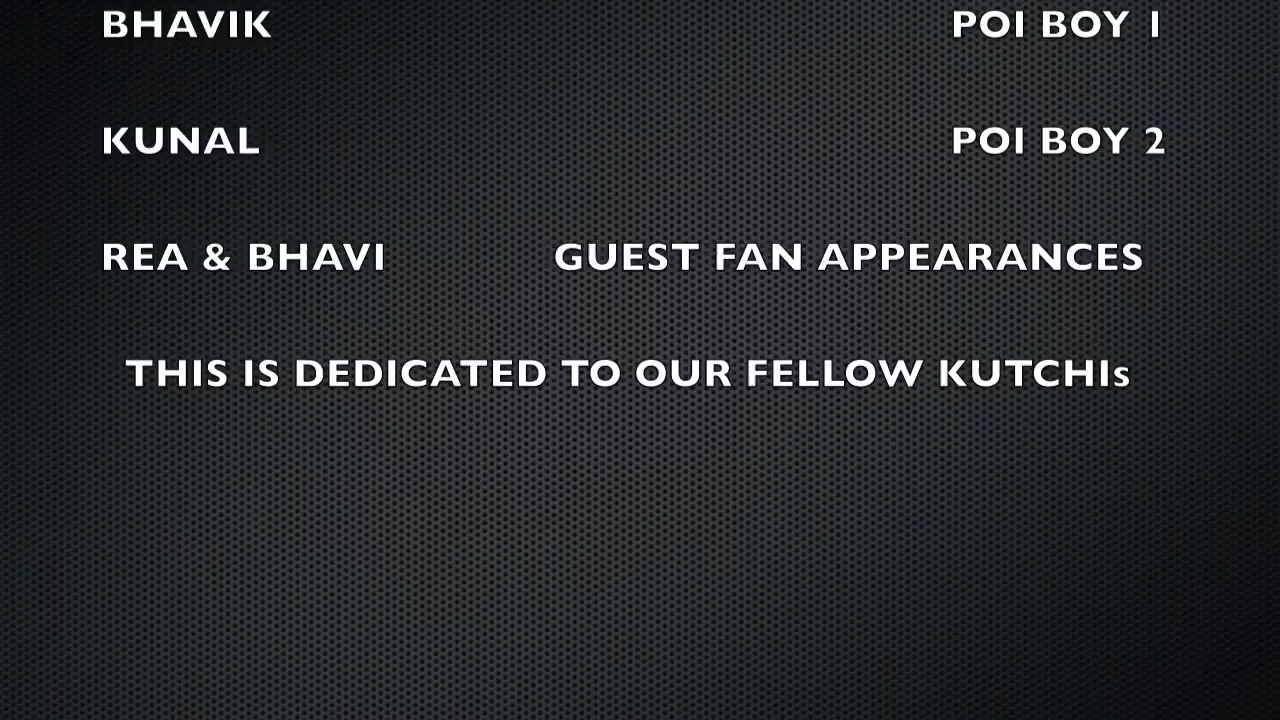 BHAVIK POI BOY 1
KUNAL POI BOY 2
REA & BHAVI GUEST FAN APPEARANCES
THIS IS DEDICATED TO OUR FELLOW KUTCHIs